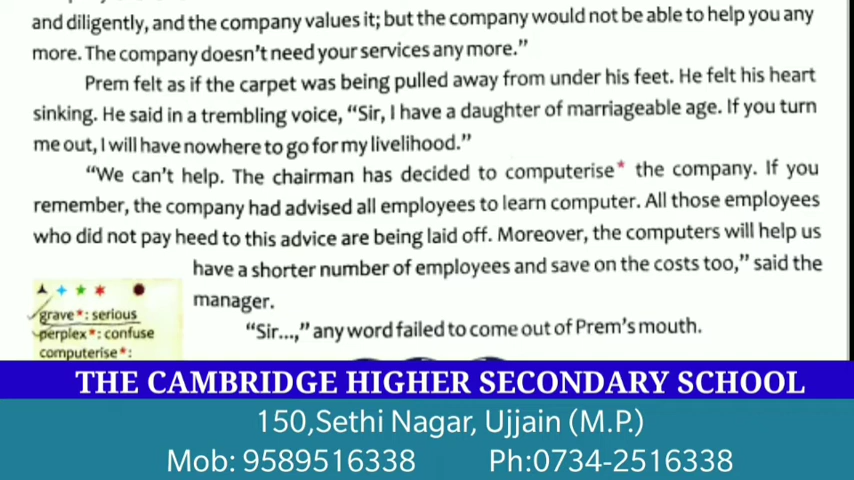 and diligently, and the company values it; but the company would not be able to help you any
more. The company doesn't need your services any more."
Prem felt as if the carpet was being pulled away from under his feet. He felt his heart
sinking. He said in a trembling voice, "Sir, I have a daughter of marriageable age. If you turn
me out, I will have nowhere to go for my livelihood."
"We can't help. The chairman has decided to computerise* the company. If you
remember, the company had advised all employees to learn computer. All those employees
who did not pay heed to this advice are being laid off. Moreover, the computers will help us
have a shorter number of employees and save on the costs too," said the
manager.
"Sir...," any word failed to come out of Prem's mouth.
grave*: serious
perplex*: confuse
computerise*:
THE CAMBRIDGE HIGHER SECONDARY SCHOOL
150,Sethi Nagar, Ujjain (M.P.)
Mob: 9589516338 Ph:0734-2516338